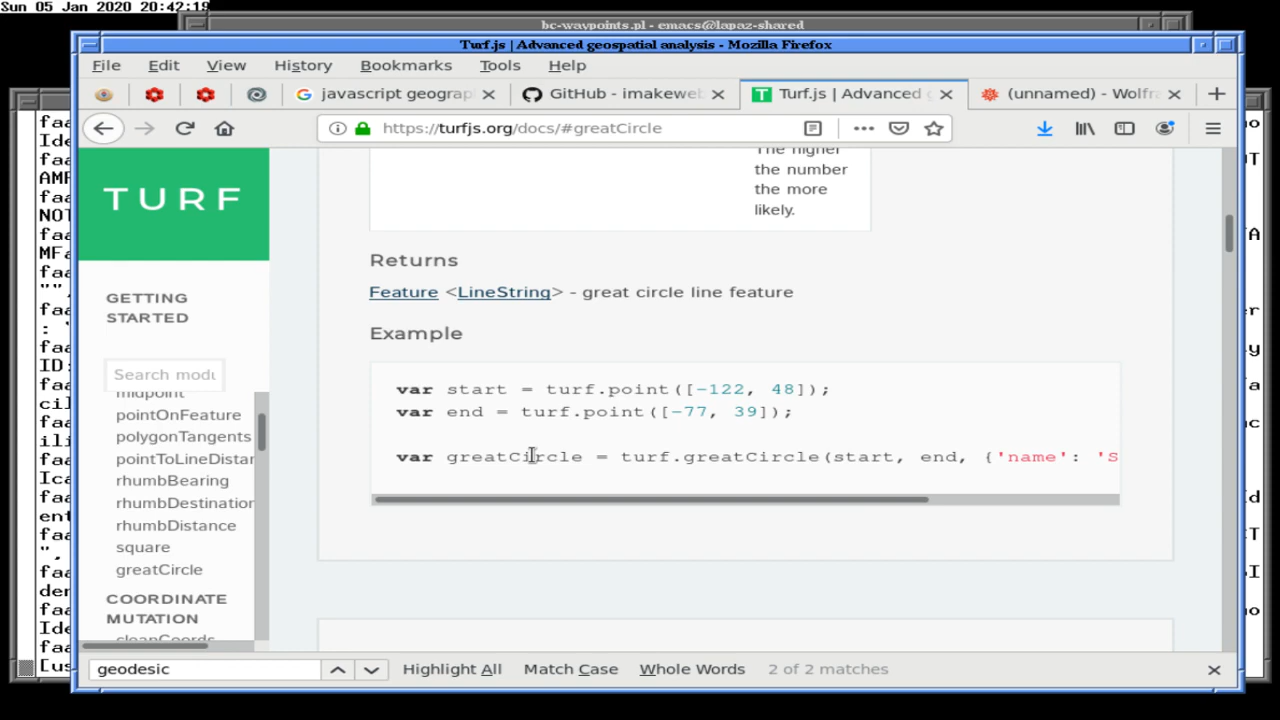 Sun 05 Jan 2020 20:42:19
bc-waypoints.pl - emacs@lapaz-shared
Turf.js | Advanced geospatial analysis - Mozilla Firefox
File Edit View History Bookmarks Tools Help
javascript geograp GitHub - imakeweb Turf.js | Advanced g (unnamed) - Wolfra
https://turfjs.org/docs/#greatCircle
TURF
GETTING
STARTED
Search modu
midpoint
pointOnFeature
polygonTangents
pointToLineDistan
rhumbBearing
rhumbDestination
rhumbDistance
square
greatCircle
COORDINATE
MUTATION
cleanCoords
The higher
the number
the more
likely.
Returns
Feature <LineString> - great circle line feature
Example
var start = turf.point([-122, 48]);
var end = turf.point([-77, 39]);
var greatCircle = turf.greatCircle(start, end, {'name': 'S
geodesic Highlight All Match Case Whole Words 2 of 2 matches